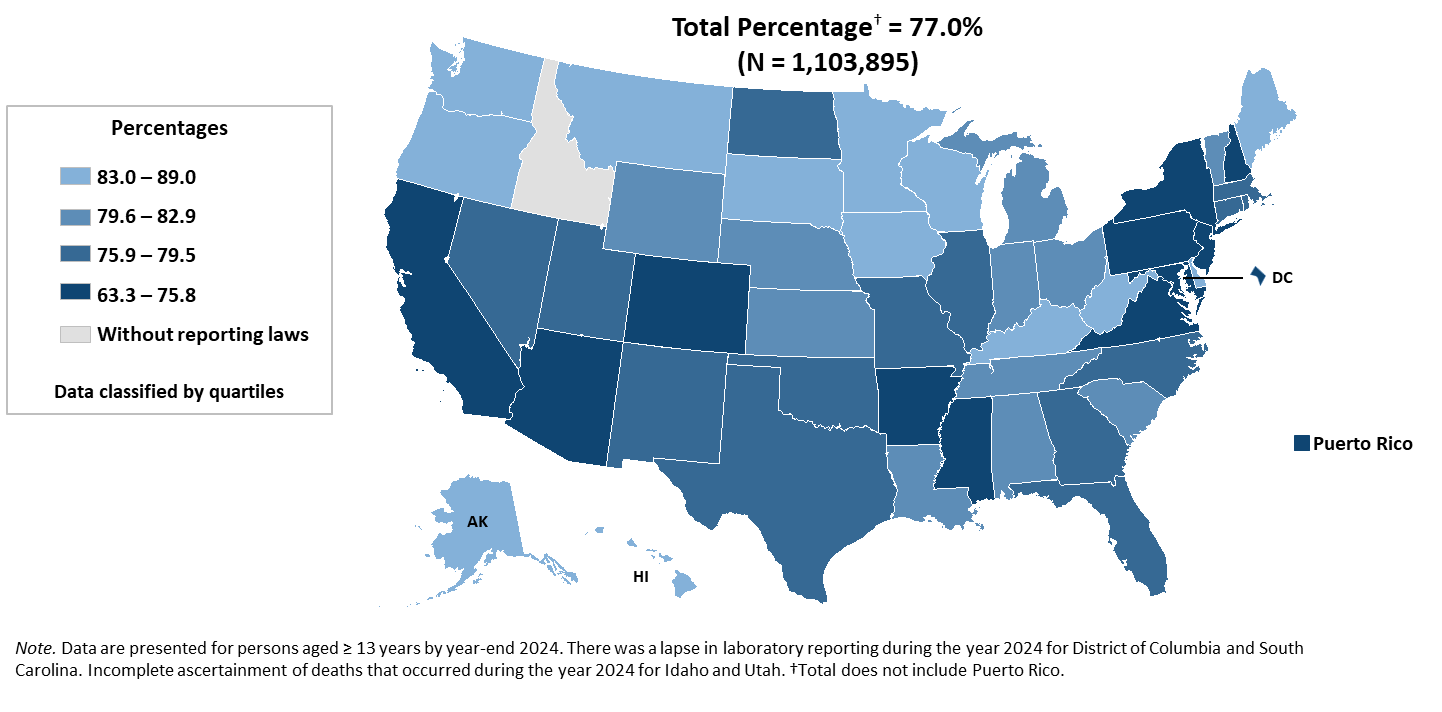 Total Percentage† = 77.0%
(N = 1,103,895)
Percentages
83.0 – 89.0
79.6 – 82.9
75.9 – 79.5
63.3 – 75.8
Without reporting laws
Data classified by quartiles
DC
Puerto Rico
AK
HI
Note. Data are presented for persons aged ≥ 13 years by year-end 2024. There was a lapse in laboratory reporting during the year 2024 for District of Columbia and South
Carolina. Incomplete ascertainment of deaths that occurred during the year 2024 for Idaho and Utah. †Total does not include Puerto Rico.